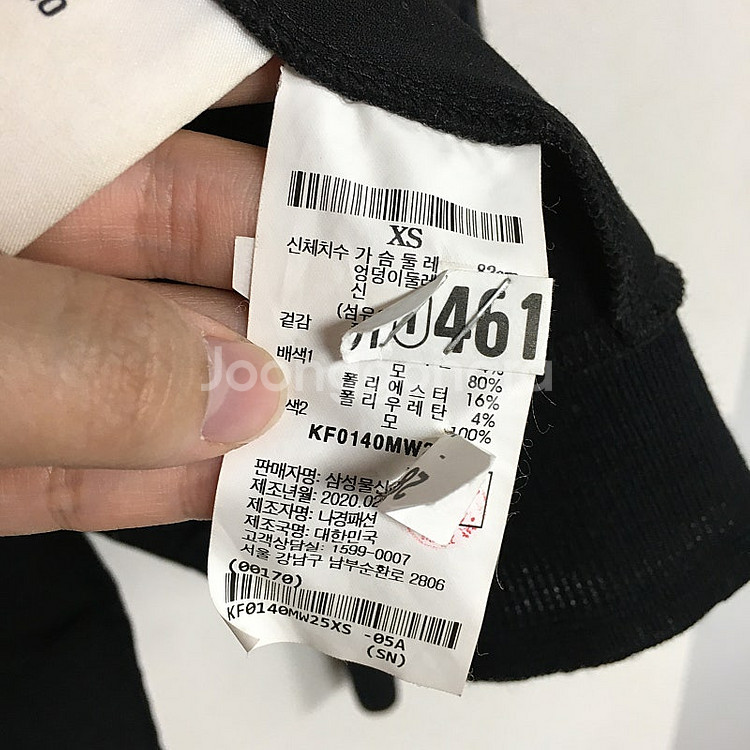 XS
신체치수 가슴둘레 82cm
엉덩이둘레
신
겉감
461
배색1 모 80%
폴리에스터 16%
폴리우레탄 4%
색2 모 100%
KF0140MW2
판매자명: 삼성물산
제조년월: 2020.02
제조자명: 나경패션
제조국명: 대한민국
고객상담실: 1599-0007
서울 강남구 남부순환로 2806
(00170)
KF0140MW25XS -05A
(SN)